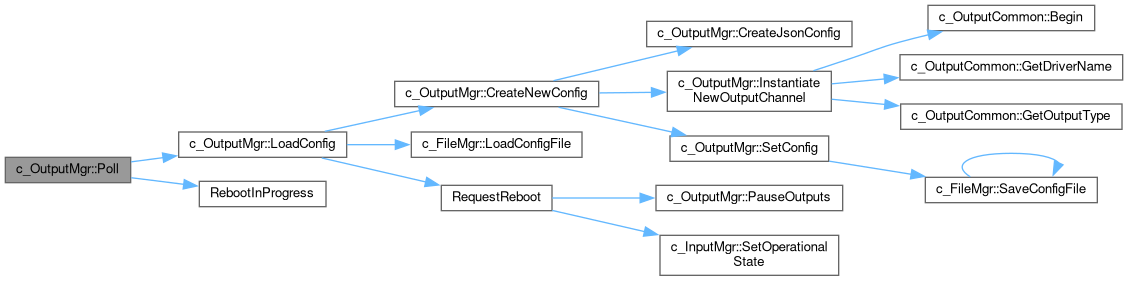 c_OutputMgr::Poll
c_OutputMgr::LoadConfig
RebootInProgress
c_OutputMgr::CreateNewConfig
c_FileMgr::LoadConfigFile
RequestReboot
c_OutputMgr::CreateJsonConfig
c_OutputMgr::Instantiate
NewOutputChannel
c_OutputMgr::SetConfig
c_OutputMgr::PauseOutputs
c_InputMgr::SetOperational
State
c_OutputCommon::Begin
c_OutputCommon::GetDriverName
c_OutputCommon::GetOutputType
c_FileMgr::SaveConfigFile